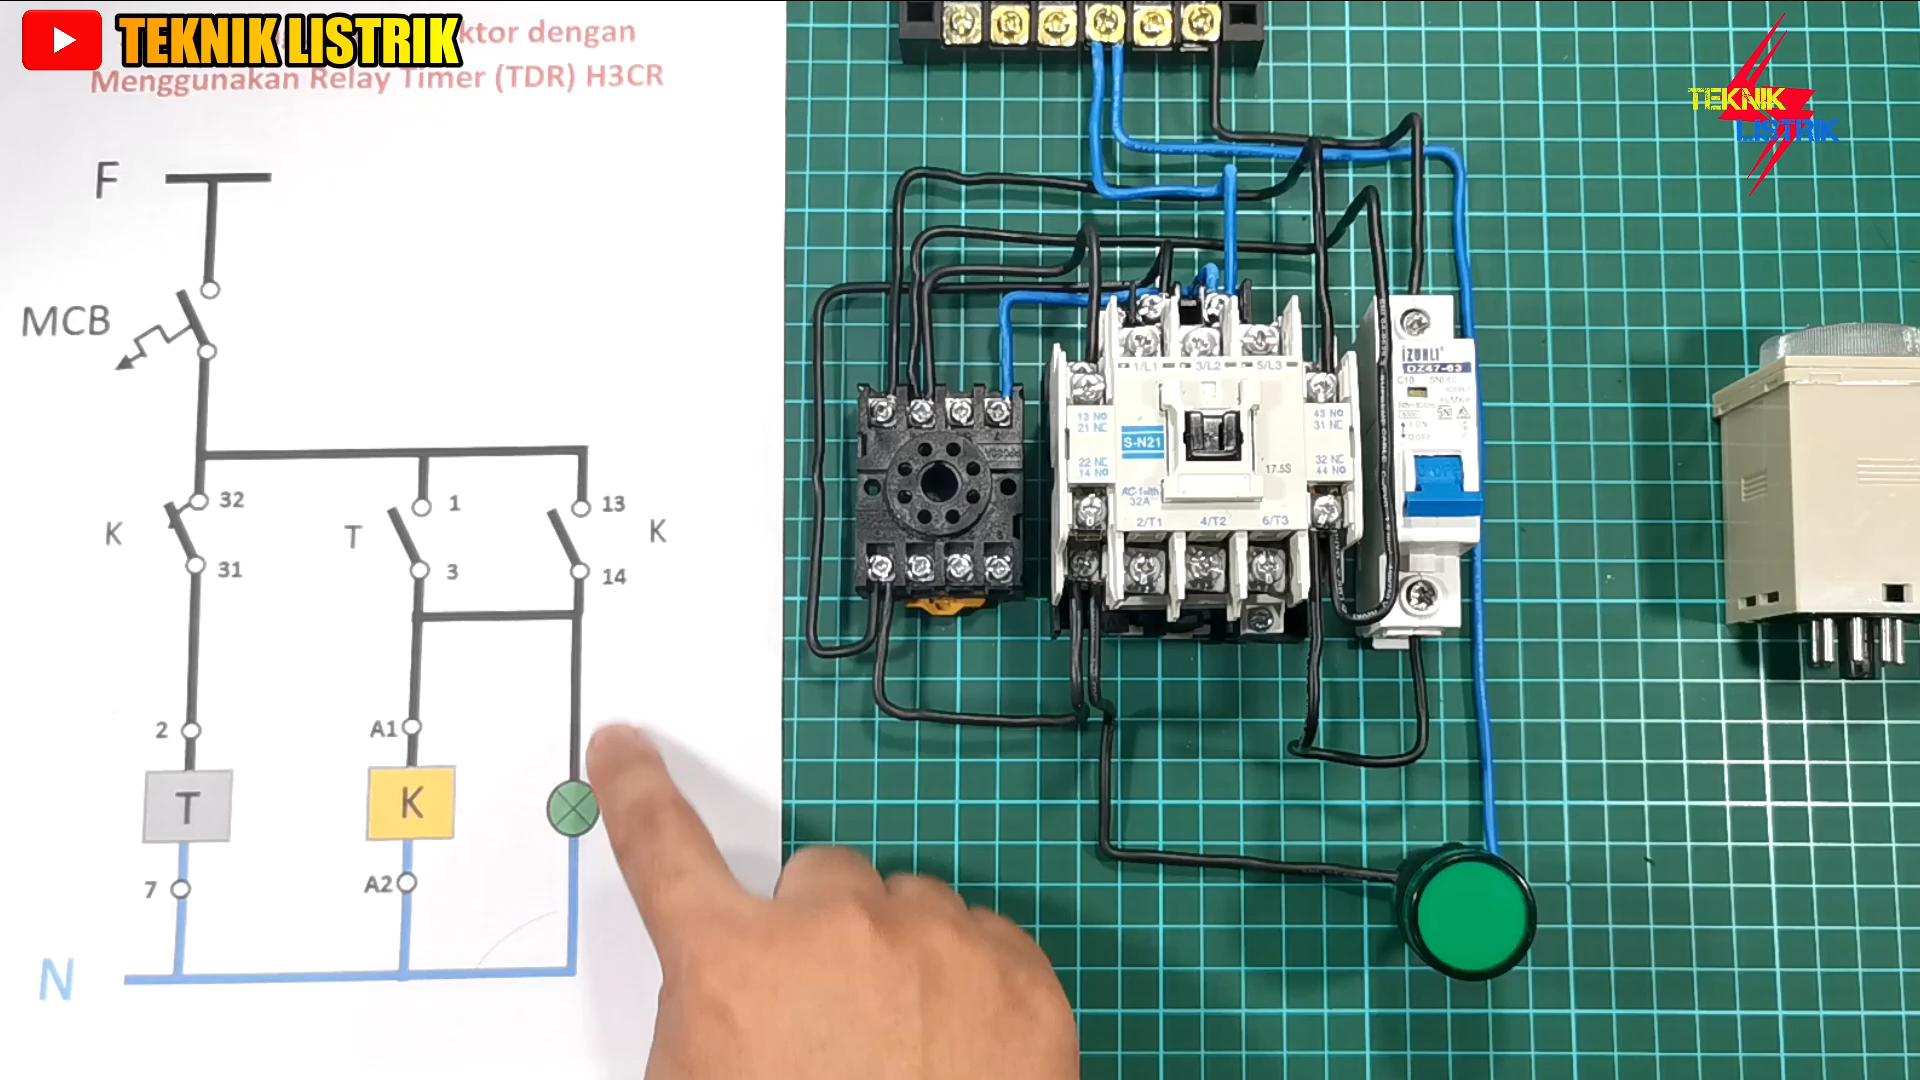 TEKNIK LISTRIK
ktor dengan
Menggunakan Relay Timer (TDR) H3CR
F
MCB
32
K
31
1
T
3
13
K
14
2
A1
T
K
7
A2
N
TEKNIK
LISTRIK
1/L1 3/L2 5/L3
13 NO
21 NC
43 NO
31 NC
S-N21
22 NC
14 NO
32 NC
44 NO
17.5S
32A
2/T1 4/T2 6/T3
iZUHLI
DZ47-63
C10